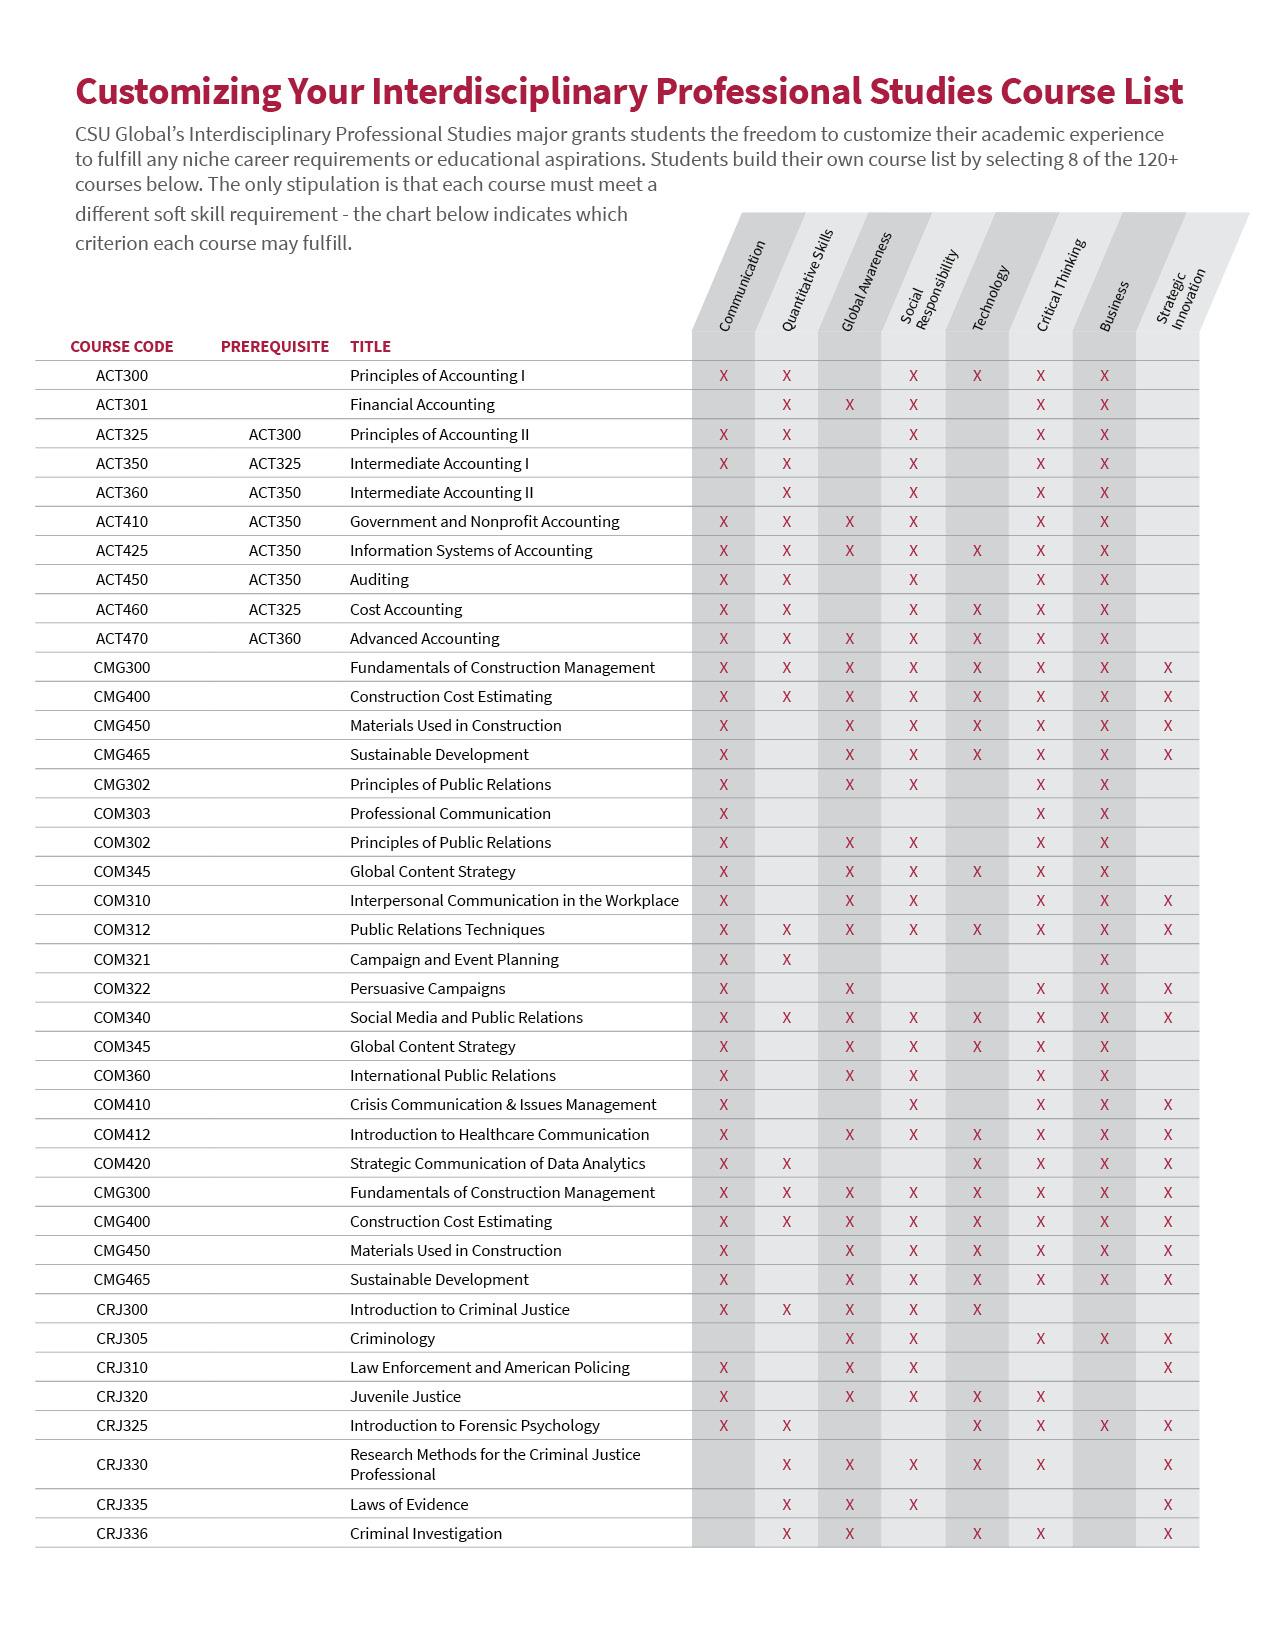 Customizing Your Interdisciplinary Professional Studies Course List
CSU Global’s Interdisciplinary Professional Studies major grants students the freedom to customize their academic experience
to fulfill any niche career requirements or educational aspirations. Students build their own course list by selecting 8 of the 120+
courses below. The only stipulation is that each course must meet a
different soft skill requirement - the chart below indicates which
criterion each course may fulfill.
Communication
Quantitative Skills
Global Awareness
Social
Responsibility
Technology
Critical Thinking
Business
Strategic
Innovation
COURSE CODE PREREQUISITE TITLE
ACT300 Principles of Accounting I X X X X X X
ACT301 Financial Accounting X X X X X
ACT325 ACT300 Principles of Accounting II X X X X X
ACT350 ACT325 Intermediate Accounting I X X X X X
ACT360 ACT350 Intermediate Accounting II X X X X
ACT410 ACT350 Government and Nonprofit Accounting X X X X X X
ACT425 ACT350 Information Systems of Accounting X X X X X X X
ACT450 ACT350 Auditing X X X X X
ACT460 ACT325 Cost Accounting X X X X X X
ACT470 ACT360 Advanced Accounting X X X X X X X
CMG300 Fundamentals of Construction Management X X X X X X X X
CMG400 Construction Cost Estimating X X X X X X X X
CMG450 Materials Used in Construction X X X X X X X
CMG465 Sustainable Development X X X X X X X
CMG302 Principles of Public Relations X X X X X
COM303 Professional Communication X X X
COM302 Principles of Public Relations X X X X X
COM345 Global Content Strategy X X X X X X
COM310 Interpersonal Communication in the Workplace X X X X X X
COM312 Public Relations Techniques X X X X X X X X
COM321 Campaign and Event Planning X X X
COM322 Persuasive Campaigns X X X X X
COM340 Social Media and Public Relations X X X X X X X X
COM345 Global Content Strategy X X X X X X
COM360 International Public Relations X X X X X
COM410 Crisis Communication & Issues Management X X X X X
COM412 Introduction to Healthcare Communication X X X X X X X
COM420 Strategic Communication of Data Analytics X X X X X X
CMG300 Fundamentals of Construction Management X X X X X X X X
CMG400 Construction Cost Estimating X X X X X X X X
CMG450 Materials Used in Construction X X X X X X X
CMG465 Sustainable Development X X X X X X X
CRJ300 Introduction to Criminal Justice X X X X X
CRJ305 Criminology X X X X X
CRJ310 Law Enforcement and American Policing X X X X
CRJ320 Juvenile Justice X X X X X
CRJ325 Introduction to Forensic Psychology X X X X X X
CRJ330 Research Methods for the Criminal Justice
Professional X X X X X X
CRJ335 Laws of Evidence X X X X
CRJ336 Criminal Investigation X X X X X